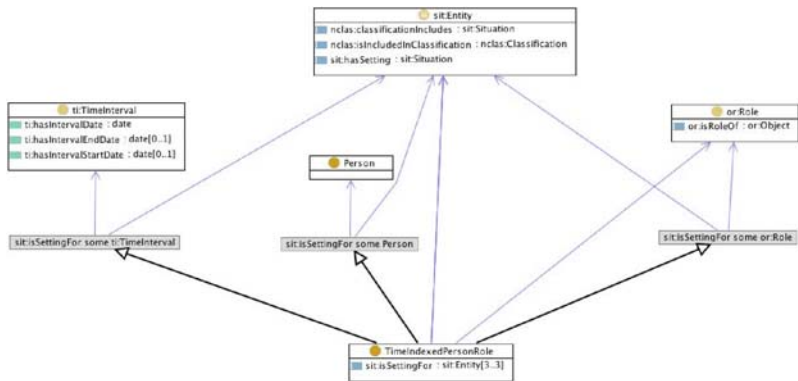 sit:Entity
nclas:classificationIncludes : sit:Situation
nclas:isIncludedInClassification : nclas:Classification
sit:hasSetting : sit:Situation
ti:TimeInterval
ti:hasIntervalDate : date
ti:hasIntervalEndDate : date[0..1]
ti:hasIntervalStartDate : date[0..1]
or:Role
or:isRoleOf : or:Object
Person
sit:isSettingFor some ti:TimeInterval
sit:isSettingFor some Person
sit:isSettingFor some or:Role
TimeIndexedPersonRole
sit:isSettingFor : sit:Entity[3..3]